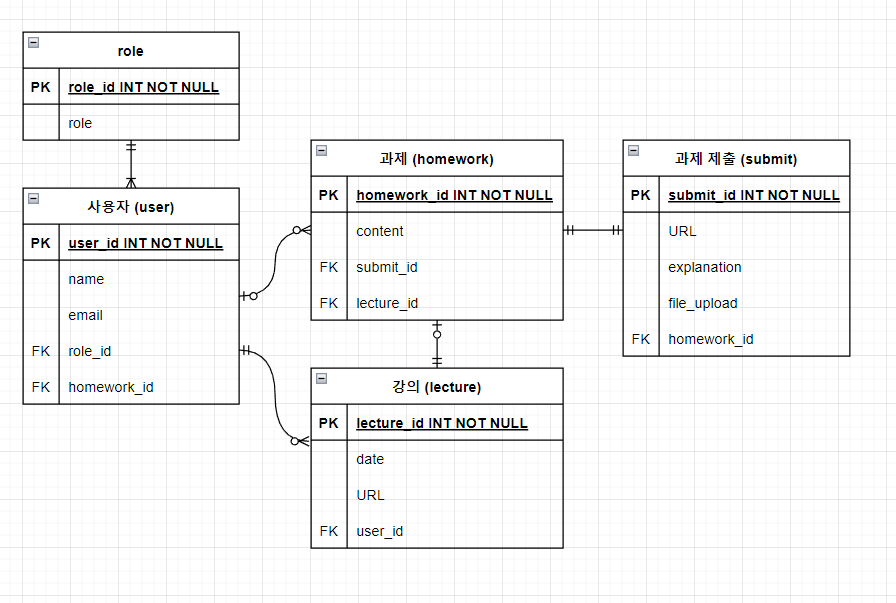 role
PK role_id INT NOT NULL
role
사용자 (user)
PK user_id INT NOT NULL
name
email
FK role_id
FK homework_id
과제 (homework)
PK homework_id INT NOT NULL
content
FK submit_id
FK lecture_id
과제 제출 (submit)
PK submit_id INT NOT NULL
URL
explanation
file_upload
FK homework_id
강의 (lecture)
PK lecture_id INT NOT NULL
date
URL
FK user_id